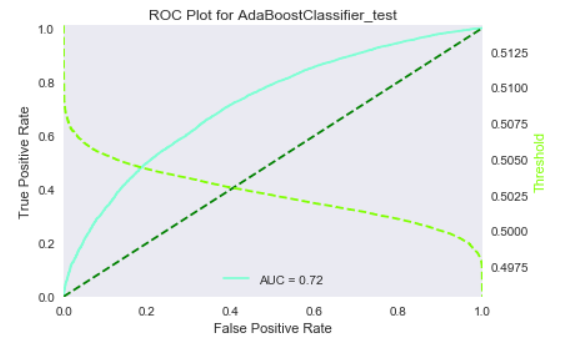 ROC Plot for AdaBoostClassifier_test
1.0
0.8
0.6
0.4
0.2
0.0
True Positive Rate
0.5125
0.5100
0.5075
0.5050
0.5025
0.5000
0.4975
Threshold
AUC = 0.72
0.0 0.2 0.4 0.6 0.8 1.0
False Positive Rate